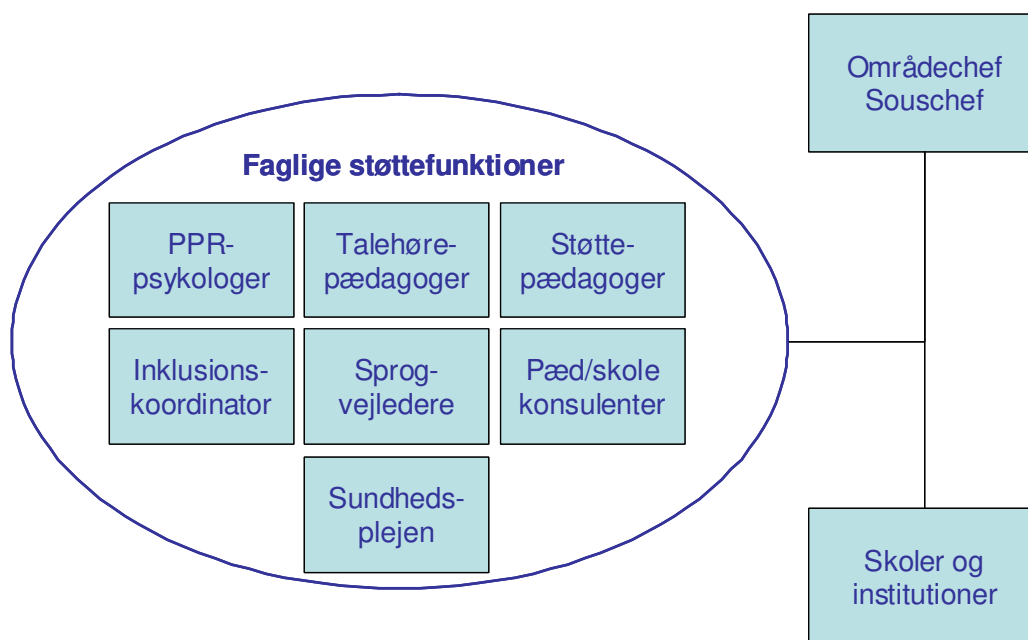 Områdechef
Souschef
Faglige støttefunktioner
PPR-
psykologer
Talehøre-
pædagoger
Støtte-
pædagoger
Inklusions-
koordinator
Sprog-
vejledere
Pæd/skole
konsulenter
Sundheds-
plejen
Skoler og
institutioner